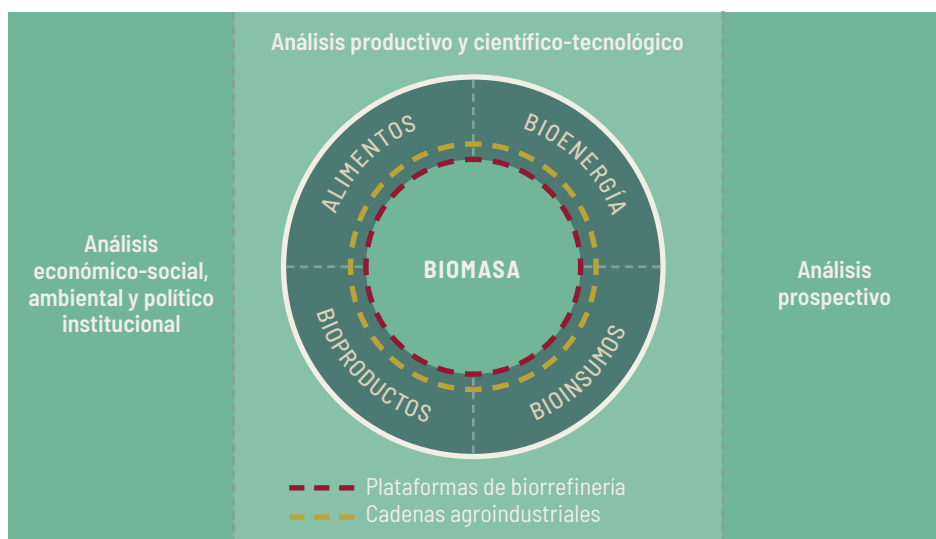 Análisis productivo y científico-tecnológico
ALIMENTOS
BIOENERGÍA
Análisis
económico-social,
ambiental y político
institucional
BIOMASA
Análisis
prospectivo
BIOPRODUCTOS
BIOINSUMOS
Plataformas de biorrefinería
Cadenas agroindustriales